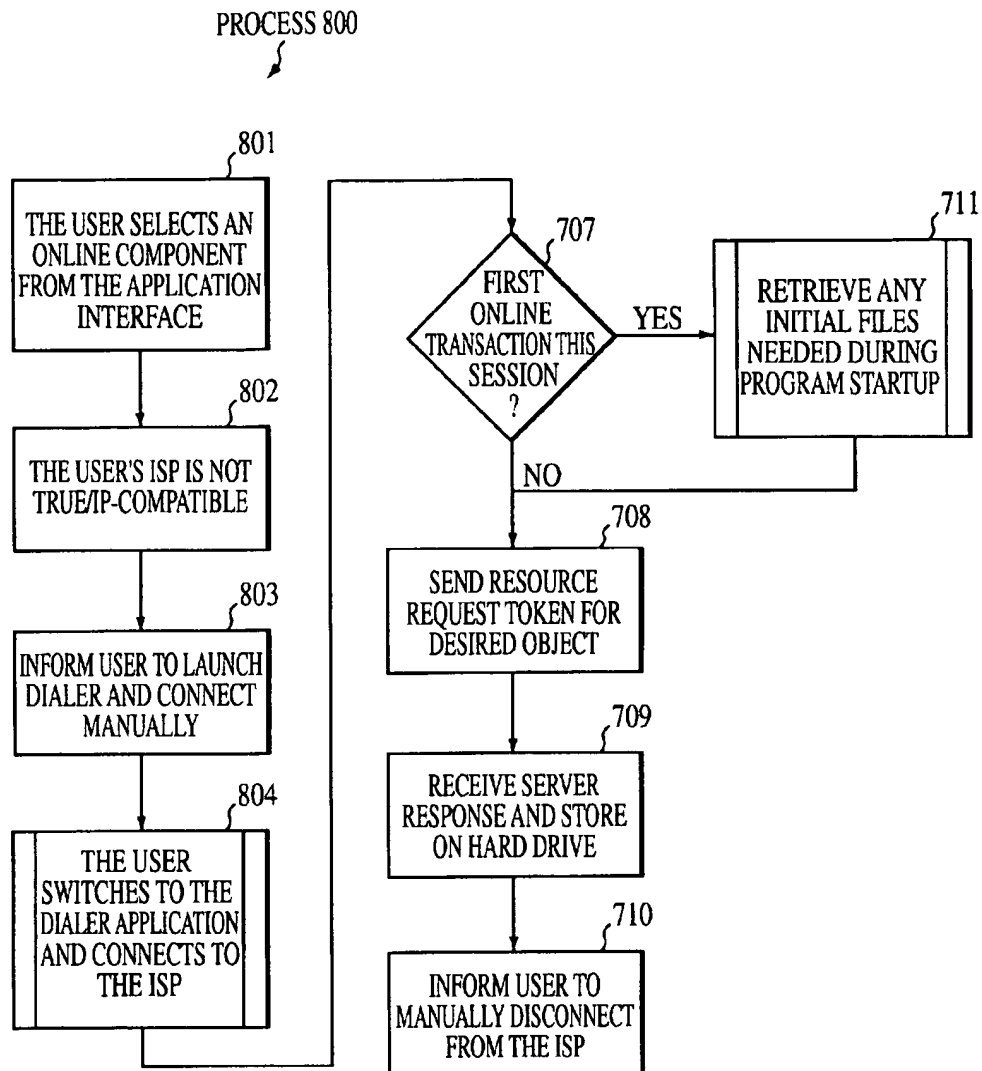 PROCESS 800
801
THE USER SELECTS AN
ONLINE COMPONENT
FROM THE APPLICATION
INTERFACE
802
THE USER'S ISP IS NOT
TRUE/IP-COMPATIBLE
803
INFORM USER TO LAUNCH
DIALER AND CONNECT
MANUALLY
804
THE USER
SWITCHES TO THE
DIALER APPLICATION
AND CONNECTS TO
THE ISP
707
FIRST
ONLINE
TRANSACTION THIS
SESSION
?
YES
NO
711
RETRIEVE ANY
INITIAL FILES
NEEDED DURING
PROGRAM STARTUP
708
SEND RESOURCE
REQUEST TOKEN FOR
DESIRED OBJECT
709
RECEIVE SERVER
RESPONSE AND STORE
ON HARD DRIVE
710
INFORM USER TO
MANUALLY DISCONNECT
FROM THE ISP